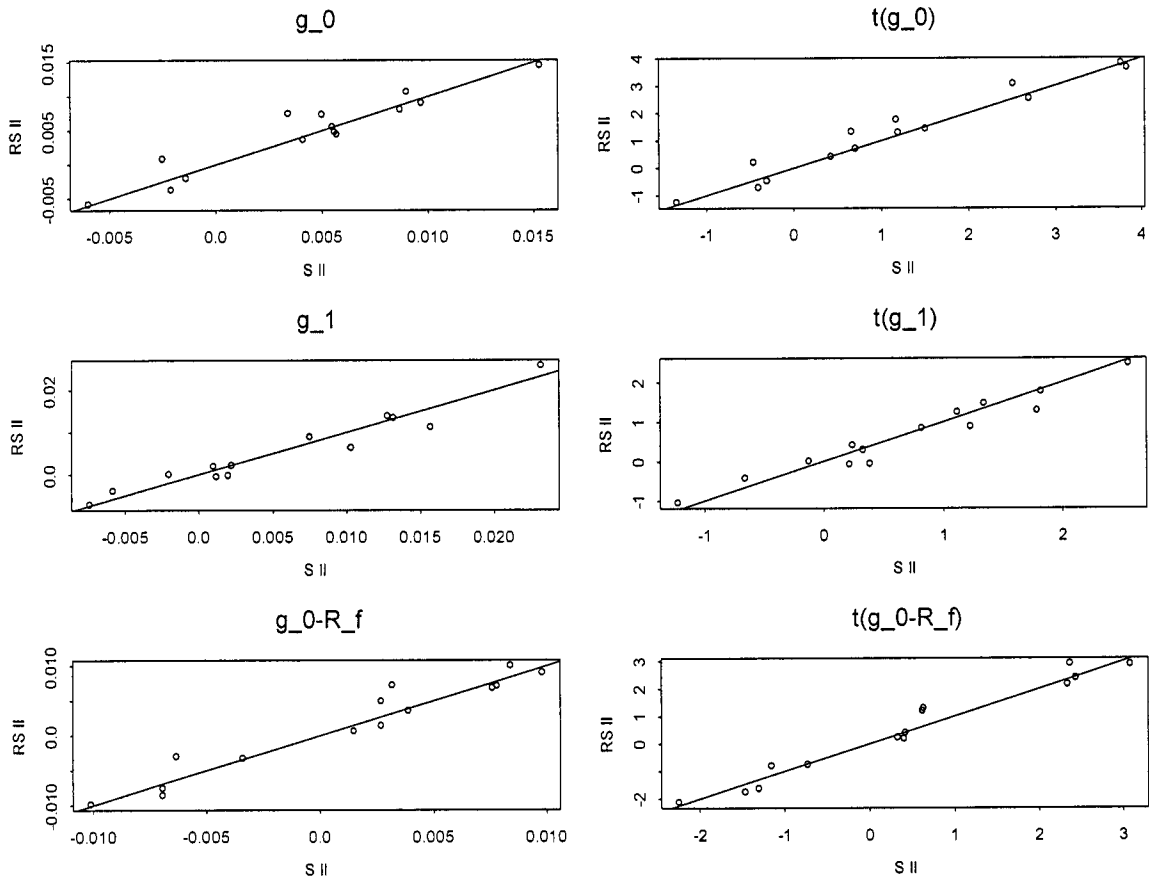 g_0
t(g_0)
RS II
0.015
0.005
-0.005
-0.005 0.0 0.005 0.010 0.015
S II
RS II
4
3
2
1
0
-1
-1 0 1 2 3 4
S II
g_1
t(g_1)
RS II
0.02
0.0
-0.005 0.0 0.005 0.010 0.015 0.020
S II
RS II
2
1
0
-1
-1 0 1 2
S II
g_0-R_f
t(g_0-R_f)
RS II
0.010
0.0
-0.010
-0.010 -0.005 0.0 0.005 0.010
S II
RS II
3
2
1
0
-2
-2 -1 0 1 2 3
S II